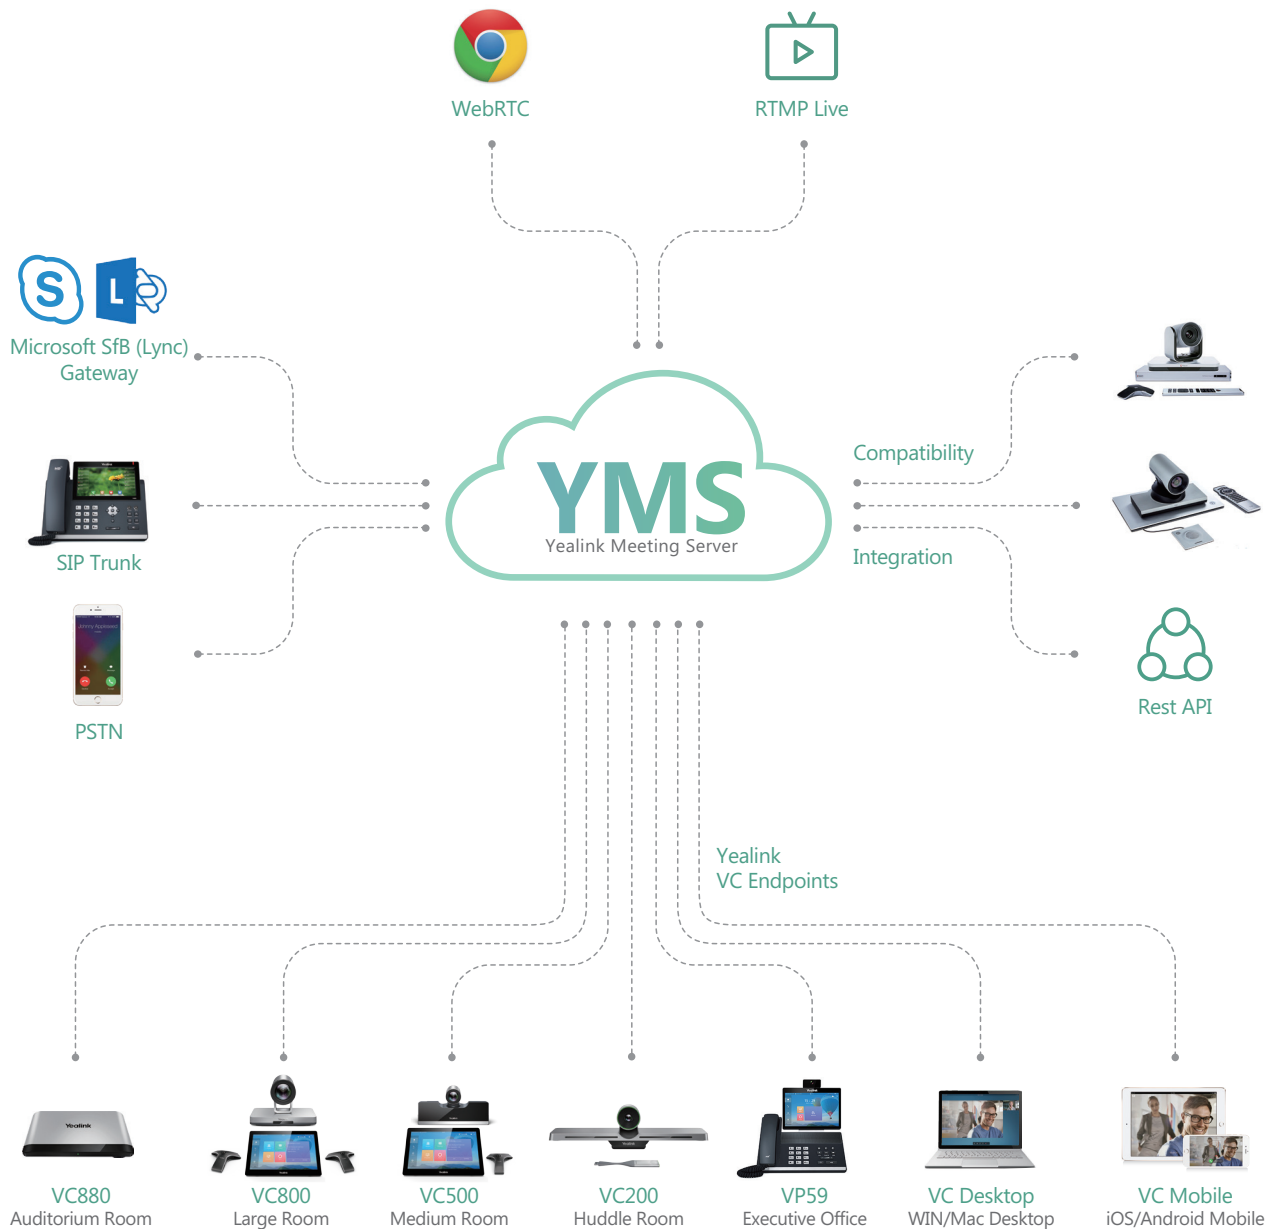 WebRTC
RTMP Live
S
L
Microsoft SfB (Lync)
Gateway
Compatibility
YMS
Yealink Meeting Server
Integration
SIP Trunk
PSTN
Rest API
Yealink
VC Endpoints
Yealink
VC880
Auditorium Room
VC800
Large Room
VC500
Medium Room
VC200
Huddle Room
VP59
Executive Office
VC Desktop
WIN/Mac Desktop
VC Mobile
iOS/Android Mobile